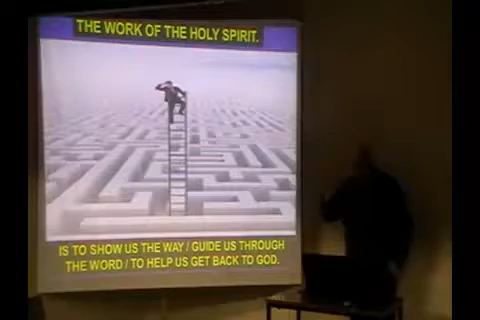 THE WORK OF THE HOLY SPIRIT.
IS TO SHOW US THE WAY / GUIDE US THROUGH
THE WORD / TO HELP US GET BACK TO GOD.